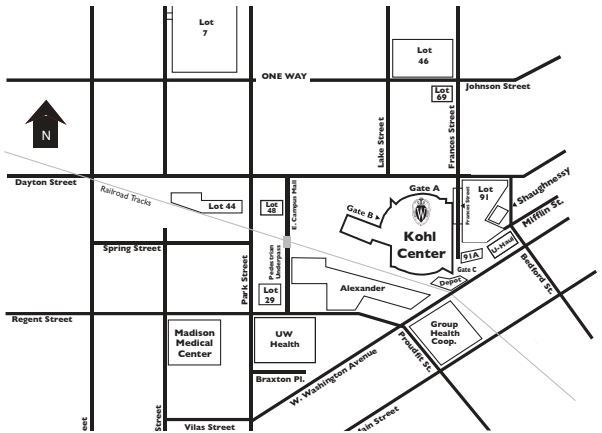 Lot
7
Lot
46
ONE WAY
Johnson Street
Lot
69
N
Lake Street
Frances Street
Dayton Street
Railroad Tracks
Lot 44
Lot
48
E. Campus Mall
Gate A
Gate B
Kohl
Center
Frances Street
Lot
91
Shaughnessy
Mifflin St.
U-Haul
91A
Gate C
Depot
Bedford St.
Spring Street
Park Street
Pedestrian
Underpass
Lot
29
Alexander
Regent Street
Madison
Medical
Center
UW
Health
Group
Health
Coop.
Proudfit St.
Braxton Pl.
W. Washington Avenue
Vilas Street